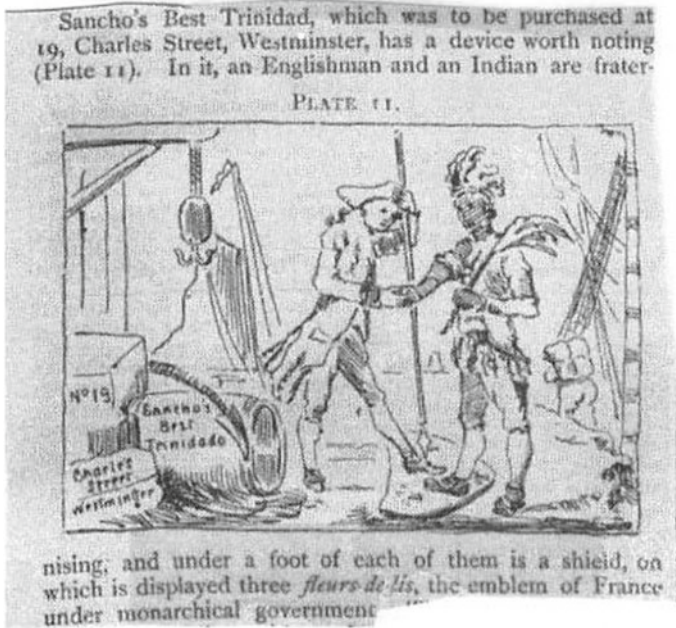 Sancho's Best Trinidad, which was to be purchased at
19, Charles Street, Westminster, has a device worth noting
(Plate 11). In it, an Englishman and an Indian are frater-
PLATE 11.
No 19
Sancho's
Best
Trinidado
Charles
Street
Westminster
nising, and under a foot of each of them is a shield, on
which is displayed three fleurs-de-lis, the emblem of France
under monarchical government